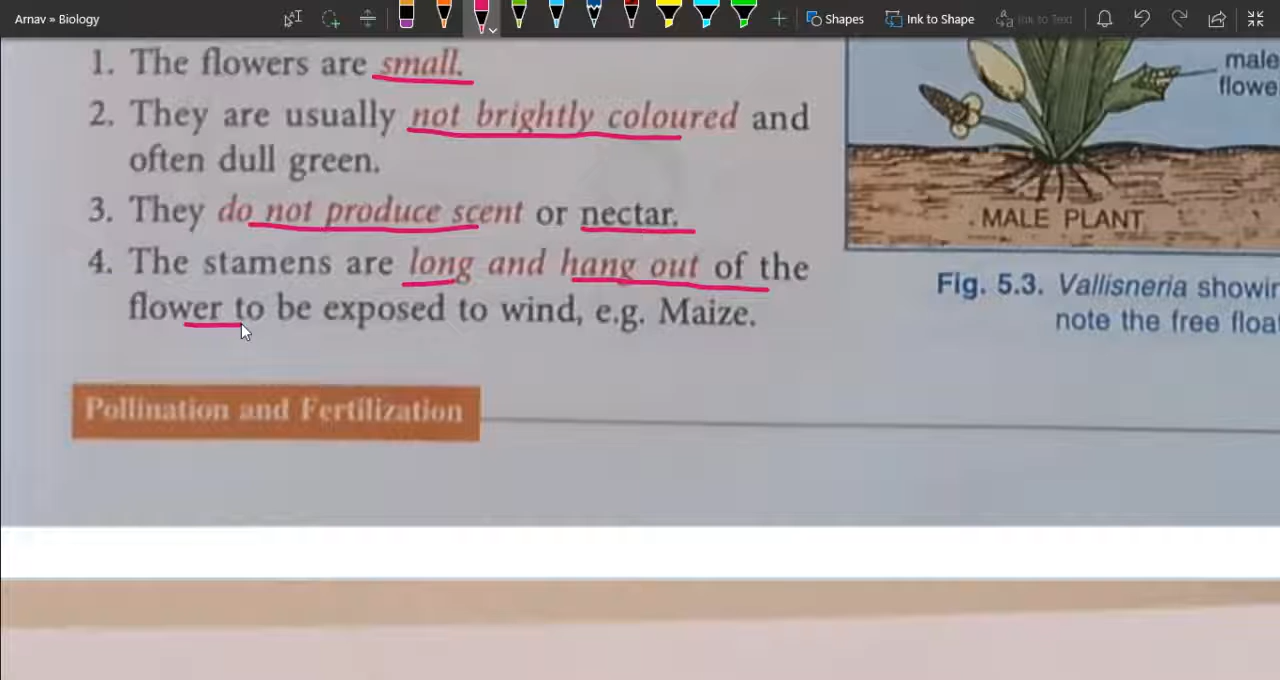 Arnav » Biology
Shapes
Ink to Shape
Ink to Text
1. The flowers are small.
2. They are usually not brightly coloured and
often dull green.
3. They do not produce scent or nectar.
4. The stamens are long and hang out of the
flower to be exposed to wind, e.g. Maize.
Pollination and Fertilization
male
flowe
MALE PLANT
Fig. 5.3. Vallisneria showin
note the free floa